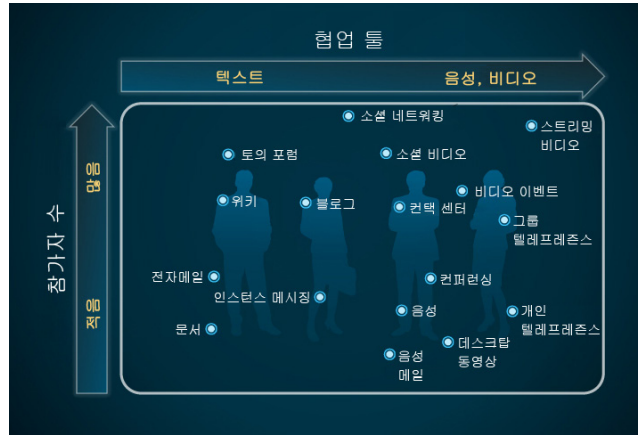 협업 툴
텍스트
음성, 비디오
참가자 수
많음
적음
소셜 네트워킹
스트리밍
비디오
토의 포럼
소셜 비디오
비디오 이벤트
위키
블로그
컨택 센터
그룹
텔레프레즌스
전자메일
컨퍼런싱
인스턴스 메시징
음성
개인
텔레프레즌스
문서
데스크탑
동영상
음성
메일